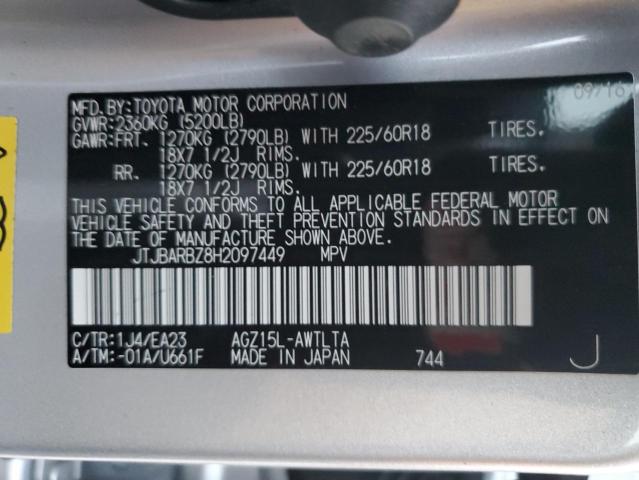 09/16
MFD.BY:TOYOTA MOTOR CORPORATION
GVWR:2360KG (5200LB)
GAWR:FRT. 1270KG (2790LB) WITH 225/60R18 TIRES.
18X7 1/2J RIMS.
RR. 1270KG (2790LB) WITH 225/60R18 TIRES.
18X7 1/2J RIMS.
THIS VEHICLE CONFORMS TO ALL APPLICABLE FEDERAL MOTOR
VEHICLE SAFETY AND THEFT PREVENTION STANDARDS IN EFFECT ON
THE DATE OF MANUFACTURE SHOWN ABOVE.
JTJBARBZ8H2097449 MPV
C/TR:1J4/EA23 AGZ15L-AWTLTA
A/TM:-01A/U661F MADE IN JAPAN 744 J